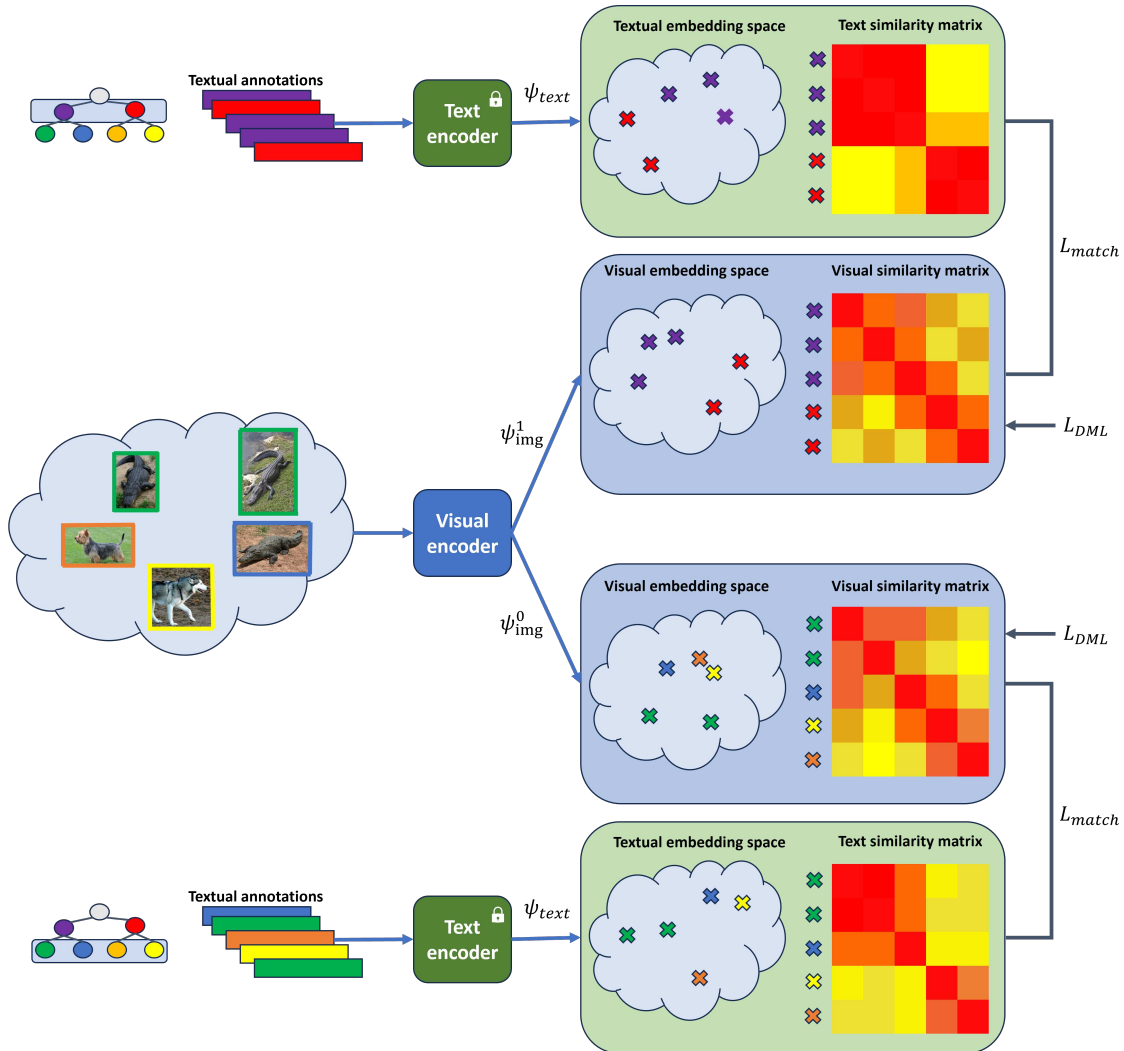 Textual embedding space
Text similarity matrix
Textual annotations
Text
encoder
ψ_text
L_match
Visual embedding space
Visual similarity matrix
ψ^1_img
L_DML
Visual
encoder
ψ^0_img
Visual embedding space
Visual similarity matrix
L_DML
L_match
Textual embedding space
Text similarity matrix
Textual annotations
Text
encoder
ψ_text